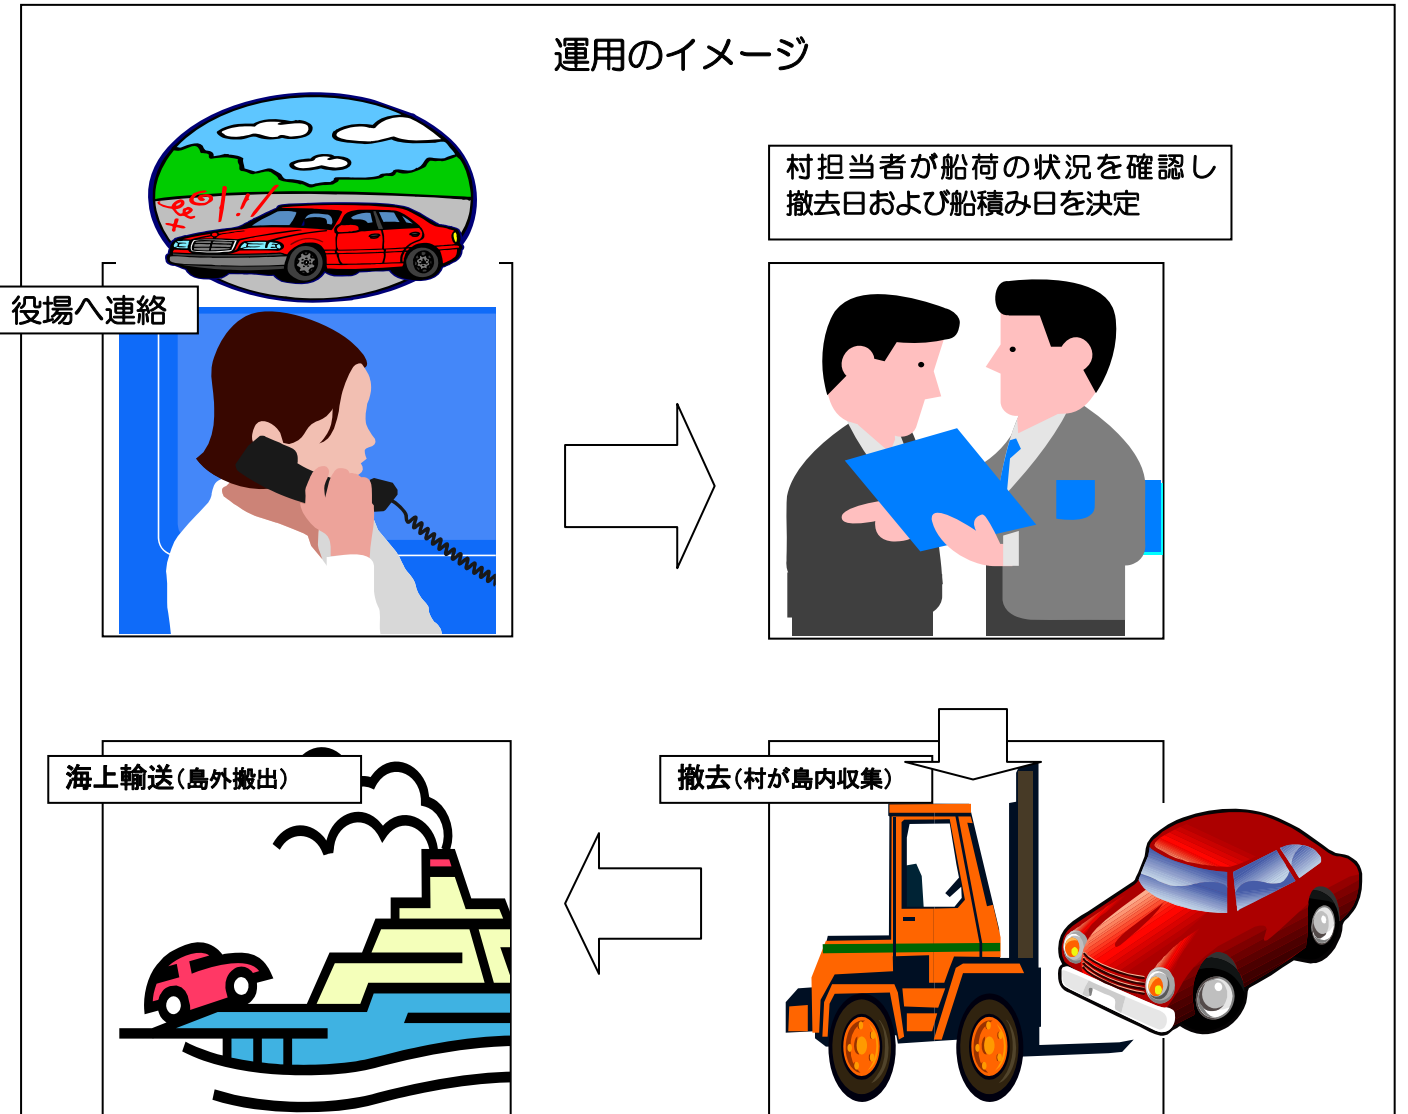 運用のイメージ
村担当者が船荷の状況を確認し
撤去日および船積み日を決定
役場へ連絡
海上輸送(島外搬出)
撤去(村が島内収集)